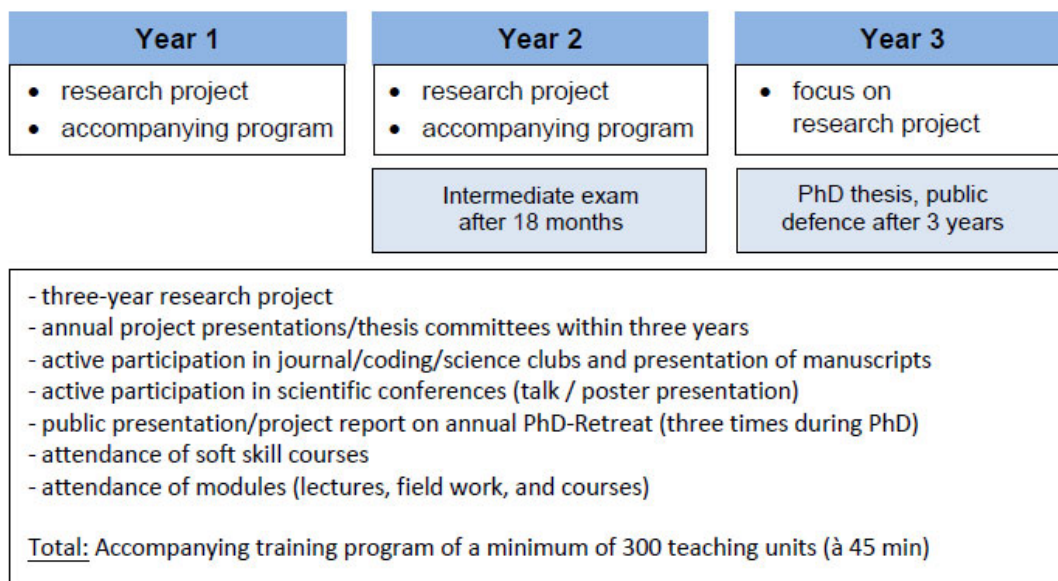 Year 1
• research project
• accompanying program
Year 2
• research project
• accompanying program
Intermediate exam
after 18 months
Year 3
• focus on
research project
PhD thesis, public
defence after 3 years
- three-year research project
- annual project presentations/thesis committees within three years
- active participation in journal/coding/science clubs and presentation of manuscripts
- active participation in scientific conferences (talk / poster presentation)
- public presentation/project report on annual PhD-Retreat (three times during PhD)
- attendance of soft skill courses
- attendance of modules (lectures, field work, and courses)
Total: Accompanying training program of a minimum of 300 teaching units (à 45 min)